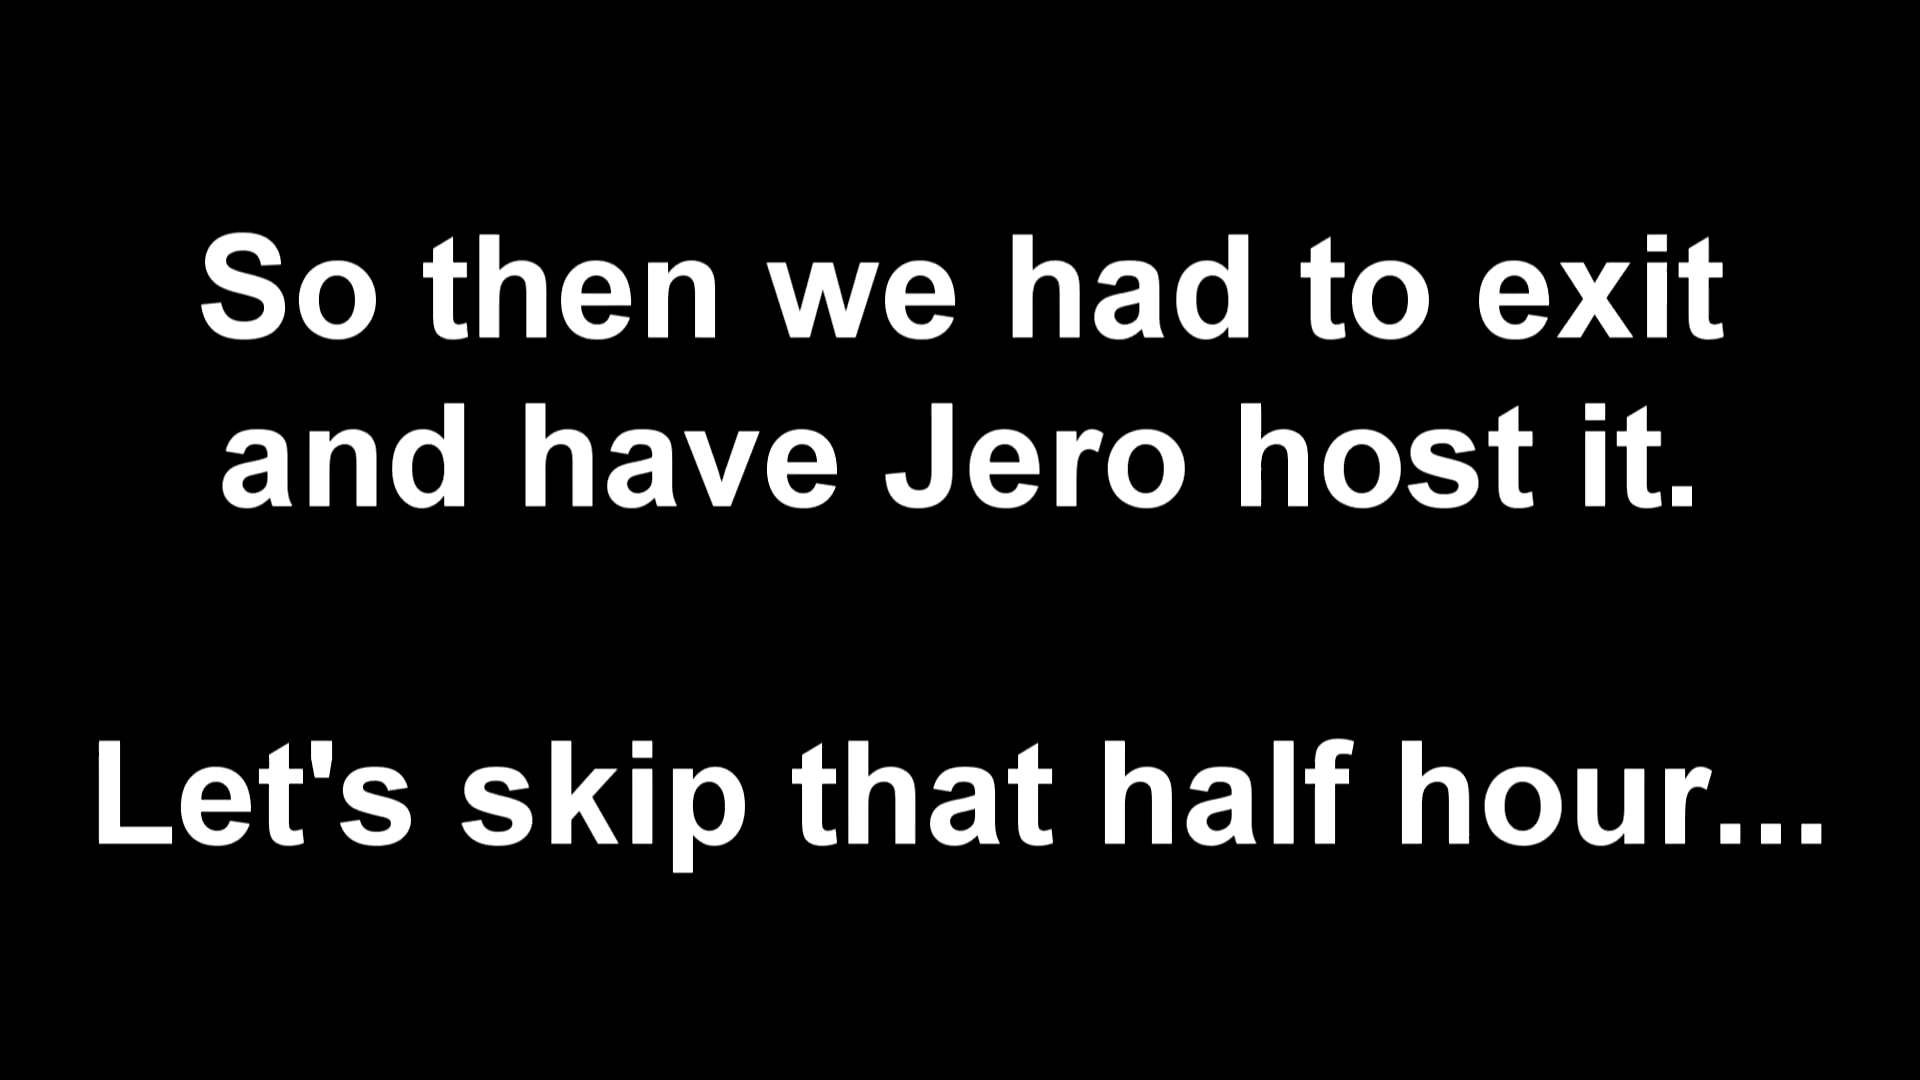 So then we had to exit
and have Jero host it.
Let's skip that half hour...